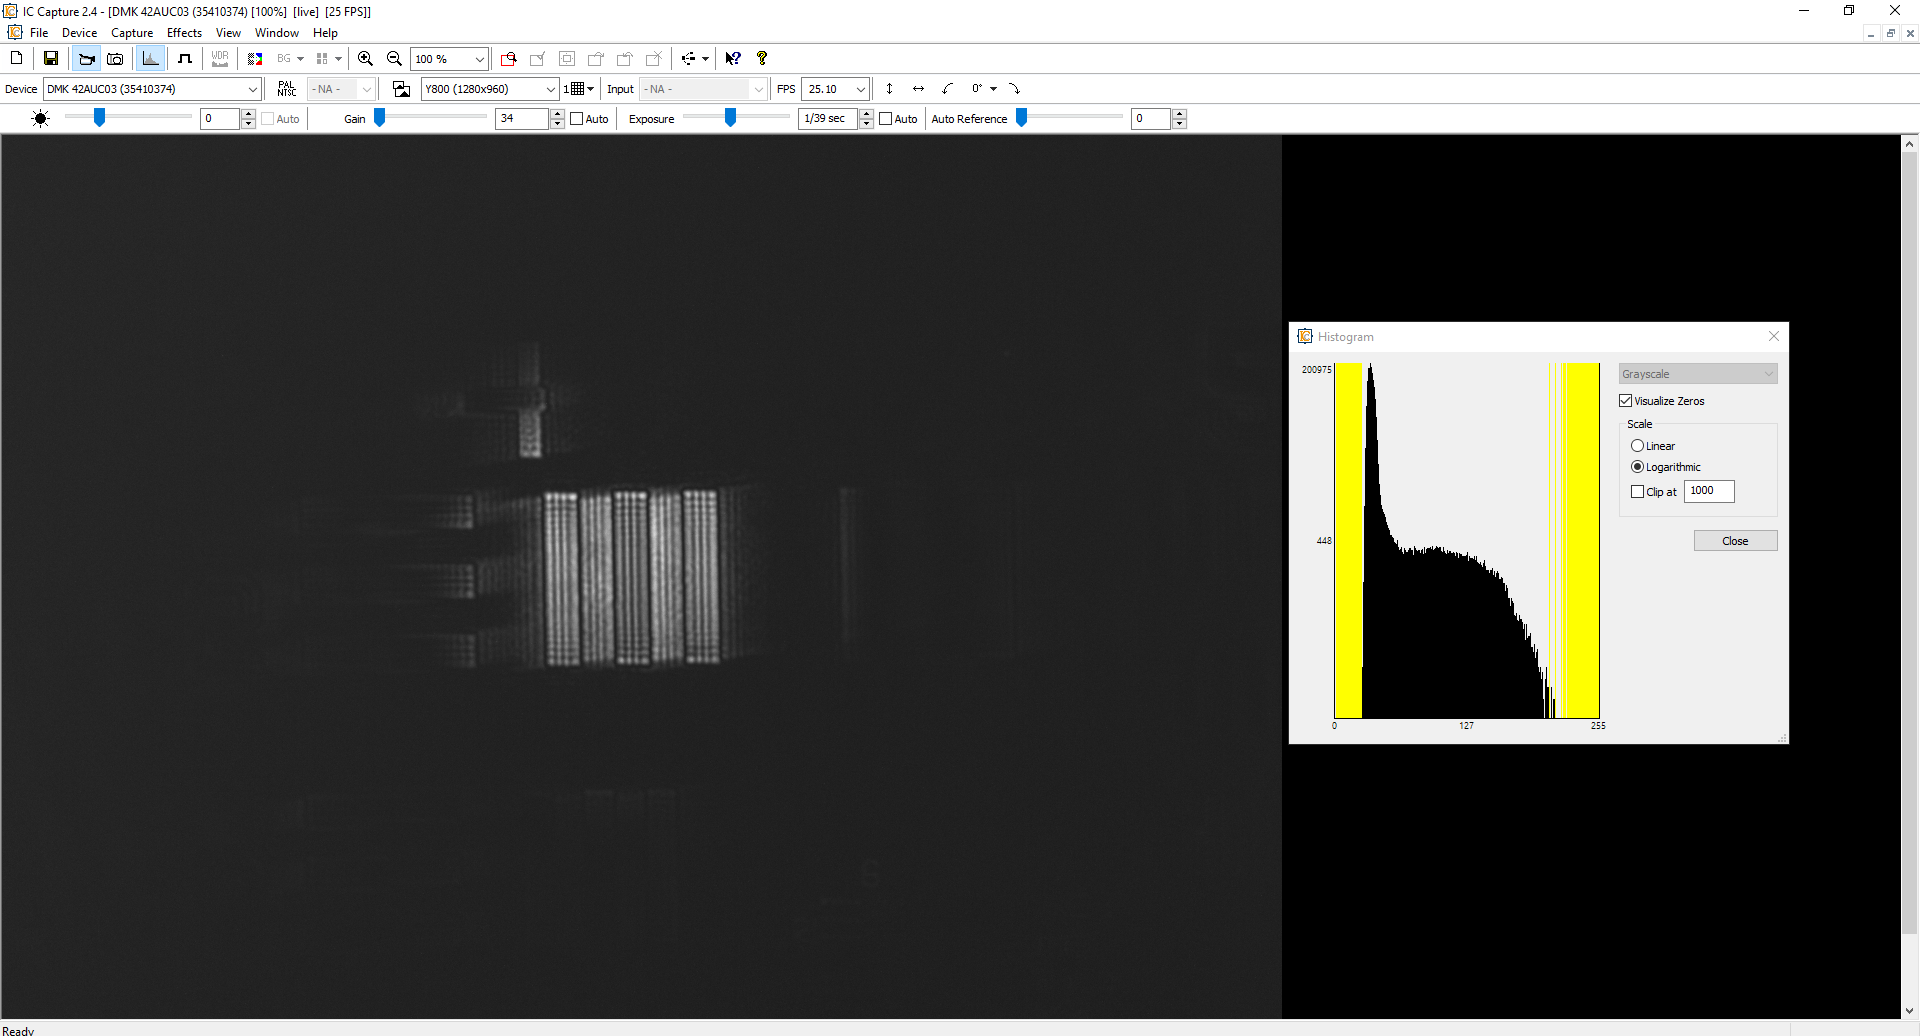 IC Capture 2.4 - [DMK 42AUC03 (35410374) [100%]  [live]  [25 FPS]]
File Device Capture Effects View Window Help
WDR BG 100 %
Device DMK 42AUC03 (35410374) PAL NTSC - NA - Y800 (1280x960) 1 Input - NA - FPS 25.10 0°
0 Auto Gain 34 Auto Exposure 1/39 sec Auto Auto Reference 0
Histogram
200975
448
0 127 255
Grayscale
Visualize Zeros
Scale
Linear
Logarithmic
Clip at 1000
Close
Ready